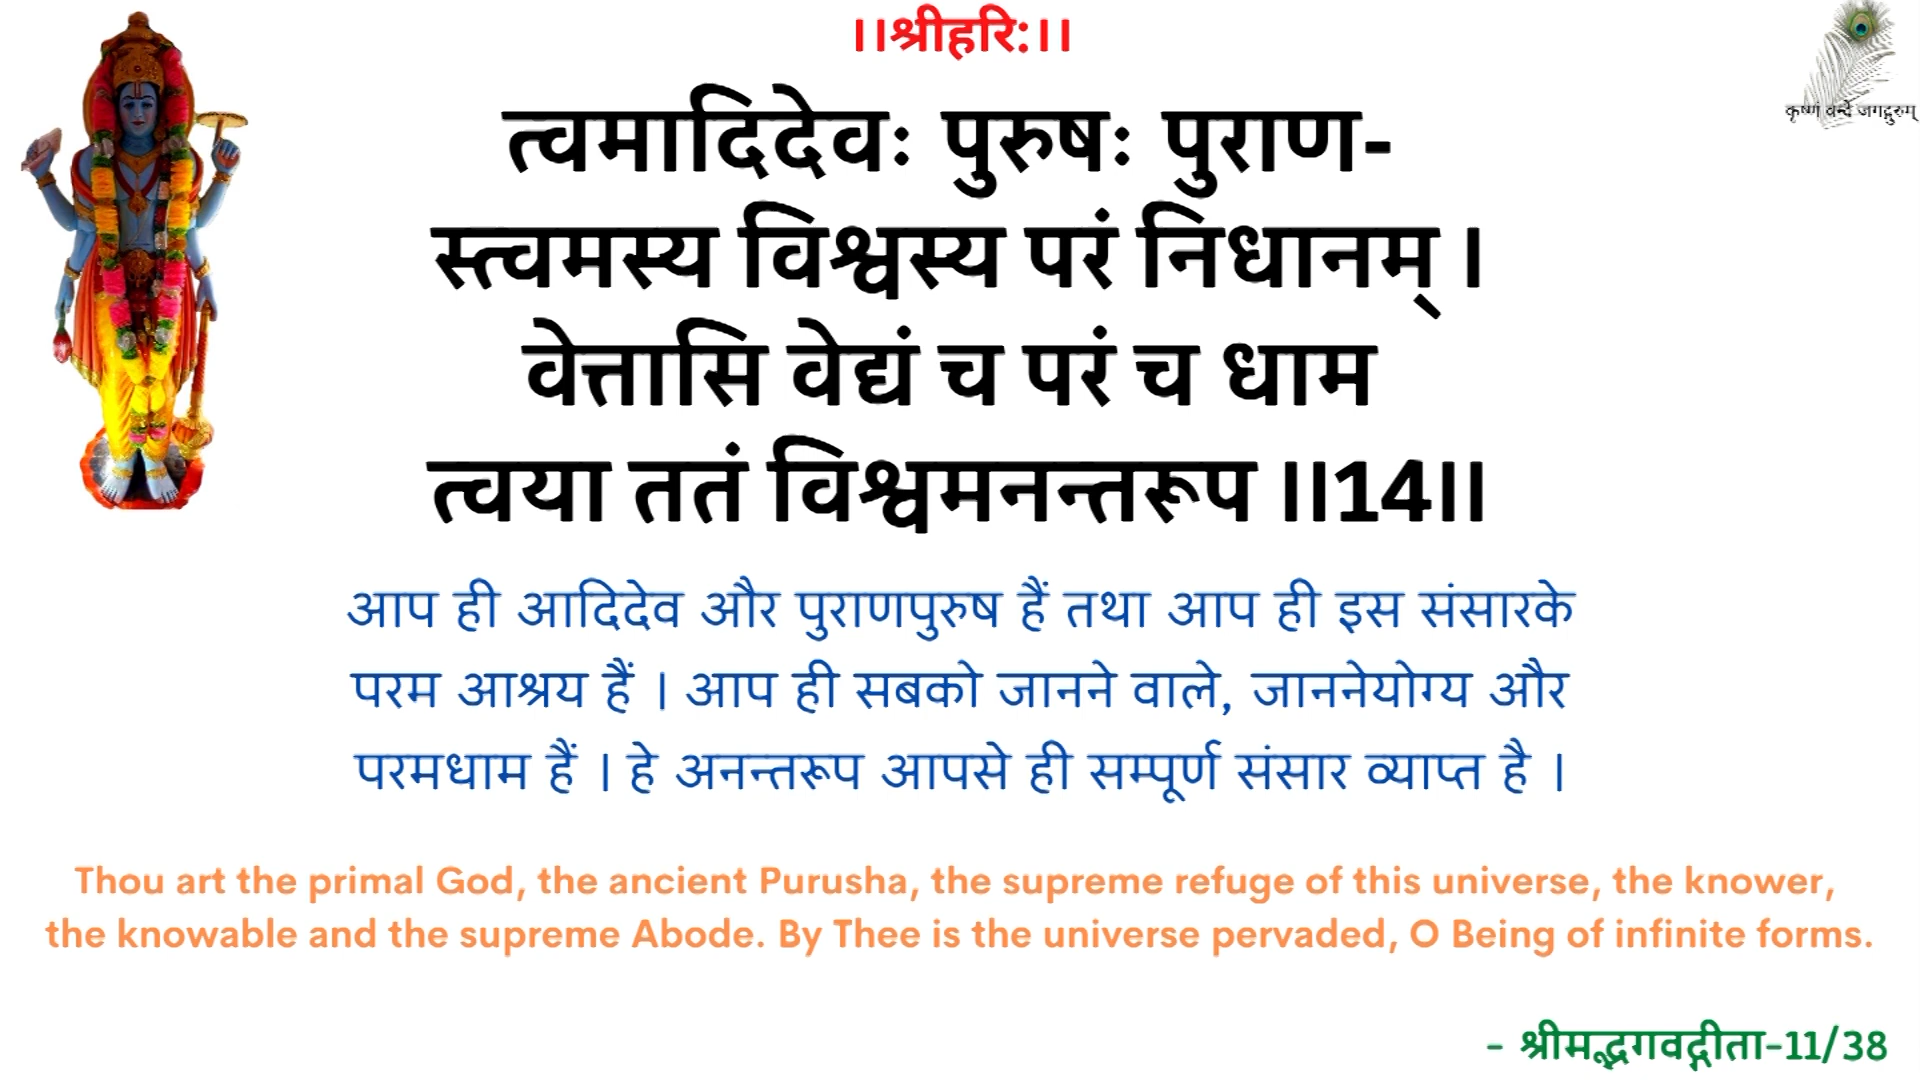 ।।श्रीहरि:।।
कृष्णं वन्दे जगद्गुरुम्
त्वमादिदेवः पुरुषः पुराण-
स्त्वमस्य विश्वस्य परं निधानम् ।
वेत्तासि वेद्यं च परं च धाम
त्वया ततं विश्वमनन्तरूप ।।14।।
आप ही आदिदेव और पुराणपुरुष हैं तथा आप ही इस संसारके
परम आश्रय हैं । आप ही सबको जानने वाले, जाननेयोग्य और
परमधाम हैं । हे अनन्तरूप आपसे ही सम्पूर्ण संसार व्याप्त है ।
Thou art the primal God, the ancient Purusha, the supreme refuge of this universe, the knower,
the knowable and the supreme Abode. By Thee is the universe pervaded, O Being of infinite forms.
- श्रीमद्भगवद्गीता-11/38